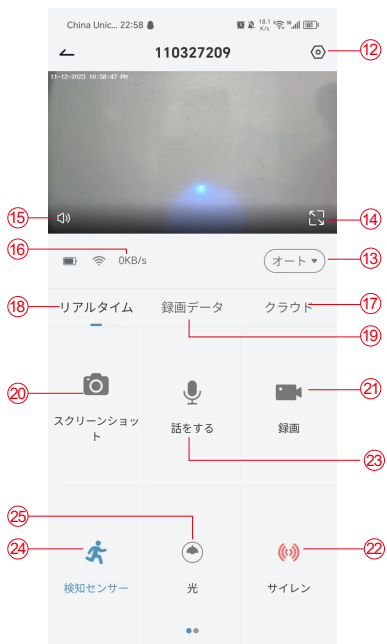 China Unic... 22:58 18.1 K/s
110327209
⑫
11-12-2023 10:58:47 PM
⑮
⑭
⑯
0KB/s
オート ▼
⑬
⑱
リアルタイム 録画データ クラウド
⑰
⑲
⑳
㉑
スクリーンショッ
ト
話をする
録画
㉓
㉕
㉔
㉒
検知センサー
光
サイレン